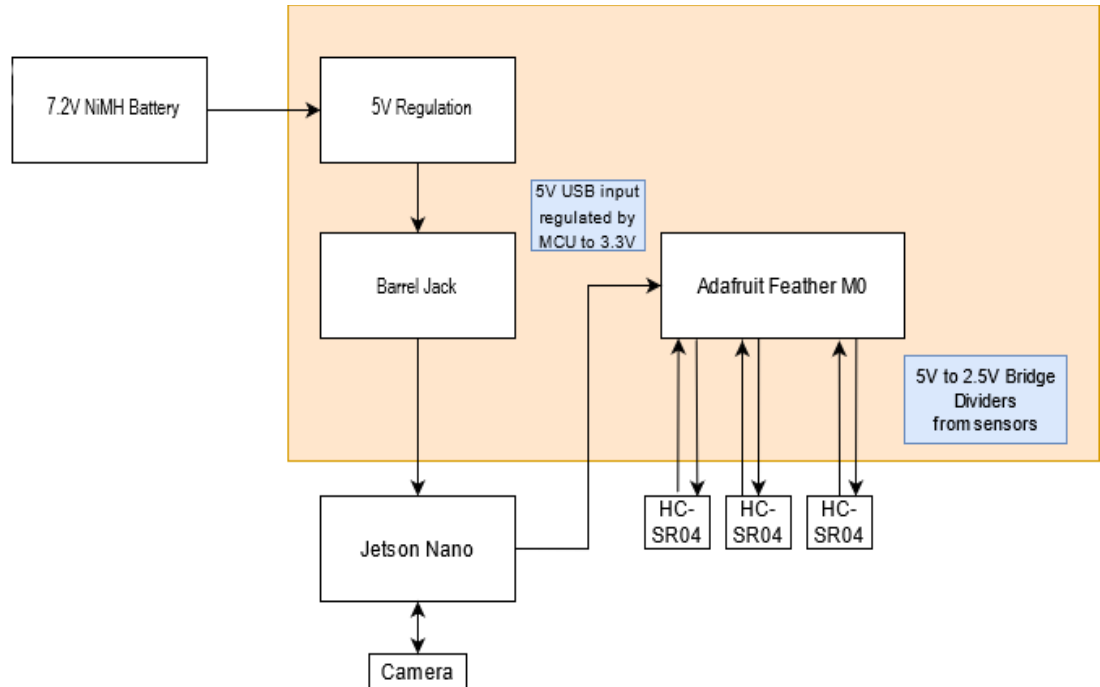 7.2V NiMH Battery
5V Regulation
5V USB input
regulated by
MCU to 3.3V
Barrel Jack
Adafruit Feather M0
5V to 2.5V Bridge
Dividers
from sensors
HC-
SR04
HC-
SR04
HC-
SR04
Jetson Nano
Camera